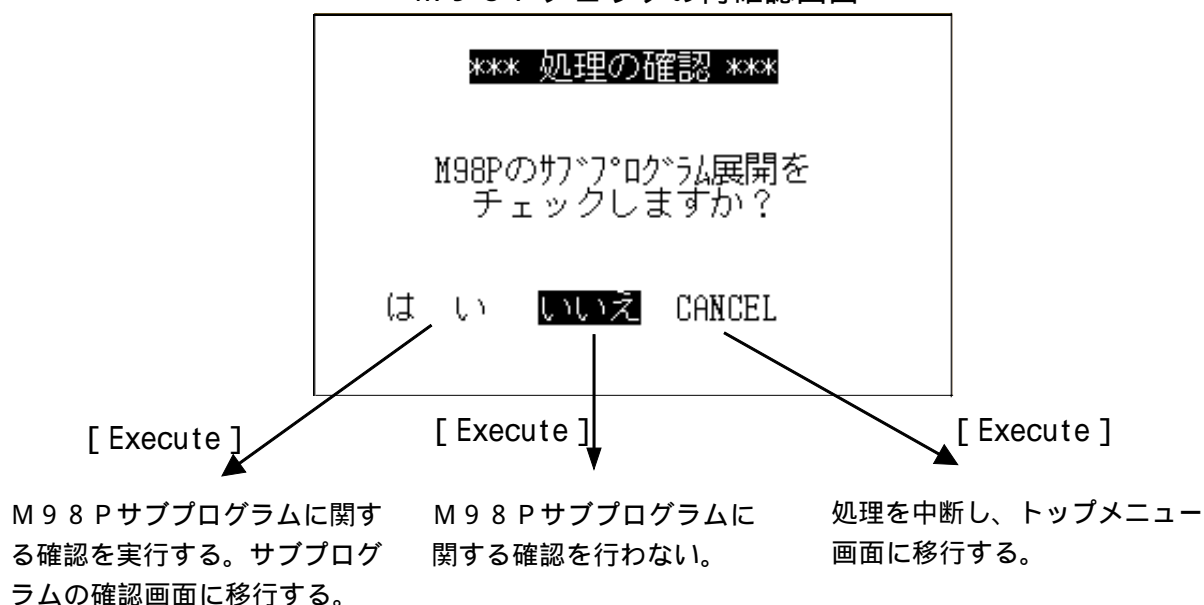 *** 処理の確認 ***
M98Pのｻﾌﾞﾌﾟﾛｸﾞﾗﾑ展開を
チェックしますか？
は い いいえ CANCEL
[ Execute ] [ Execute ] [ Execute ]
Ｍ９８Ｐサブプログラムに関す
る確認を実行する。サブプログ
ラムの確認画面に移行する。
Ｍ９８Ｐサブプログラムに
関する確認を行わない。
処理を中断し、トップメニュー
画面に移行する。